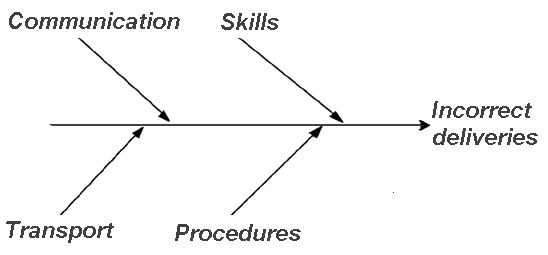 Communication
Skills
Incorrect
deliveries
Transport
Procedures